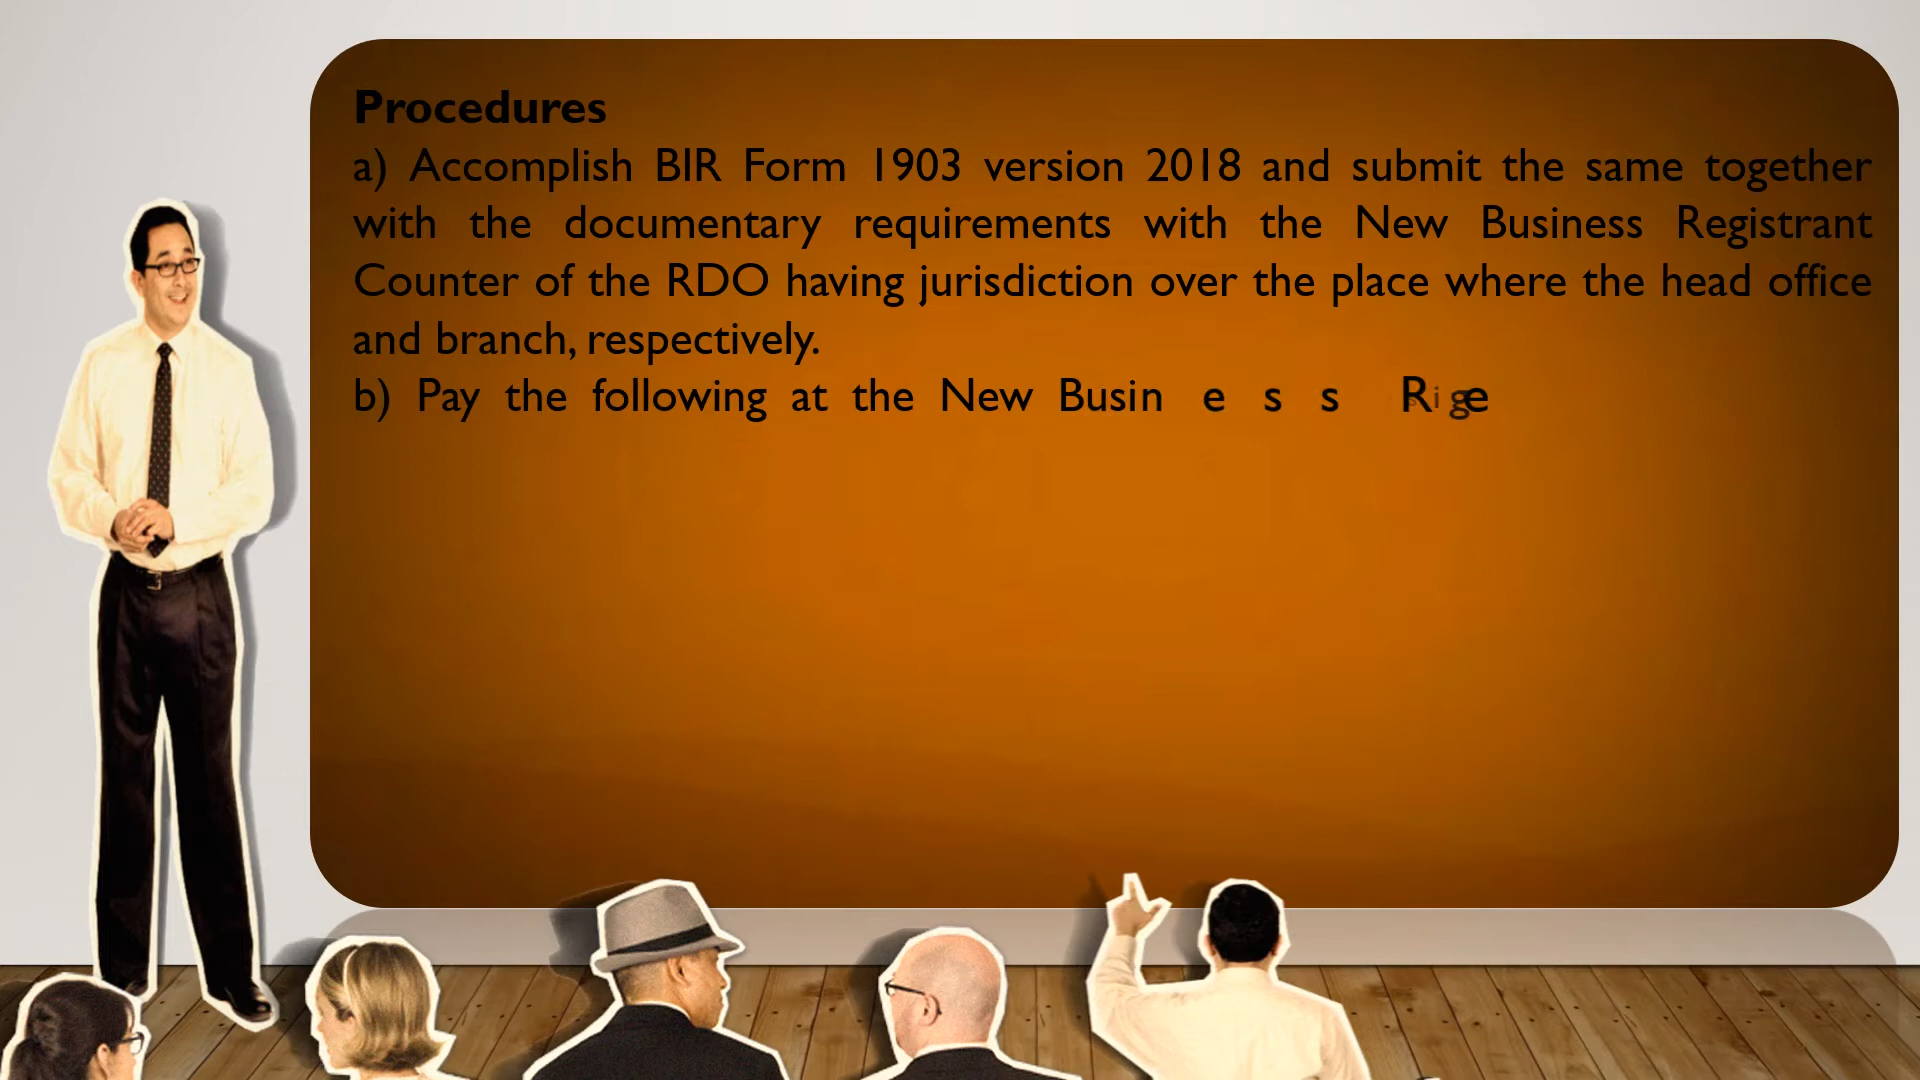 Procedures
a) Accomplish BIR Form 1903 version 2018 and submit the same together
with the documentary requirements with the New Business Registrant
Counter of the RDO having jurisdiction over the place where the head office
and branch, respectively.
b) Pay the following at the New Business